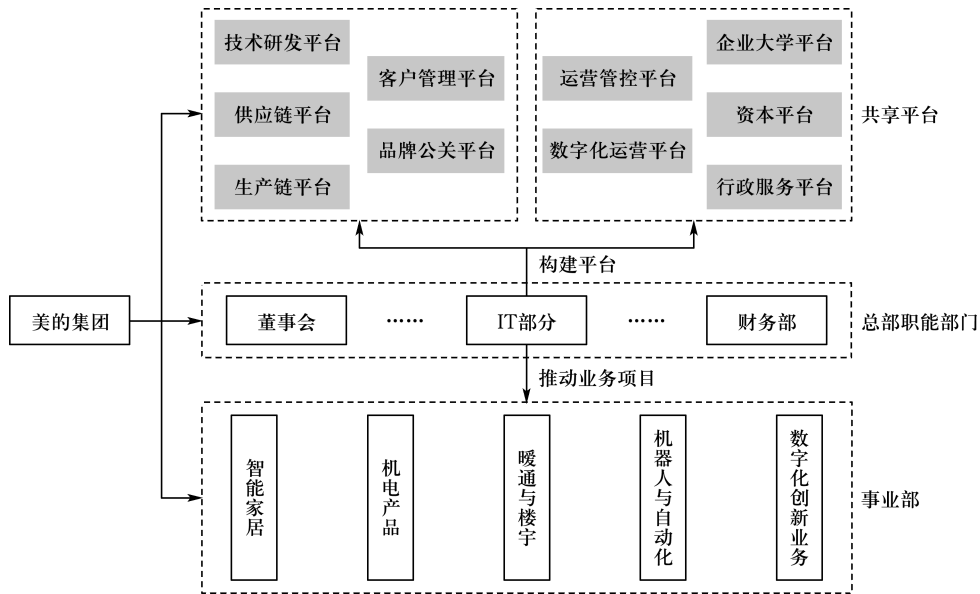 技术研发平台
供应链平台
生产链平台
客户管理平台
品牌公关平台
运营管控平台
数字化运营平台
企业大学平台
资本平台
行政服务平台
共享平台
构建平台
美的集团
董事会
……
IT部分
……
财务部
总部职能部门
推动业务项目
智能家居
机电产品
暖通与楼宇
机器人与自动化
数字化创新业务
事业部